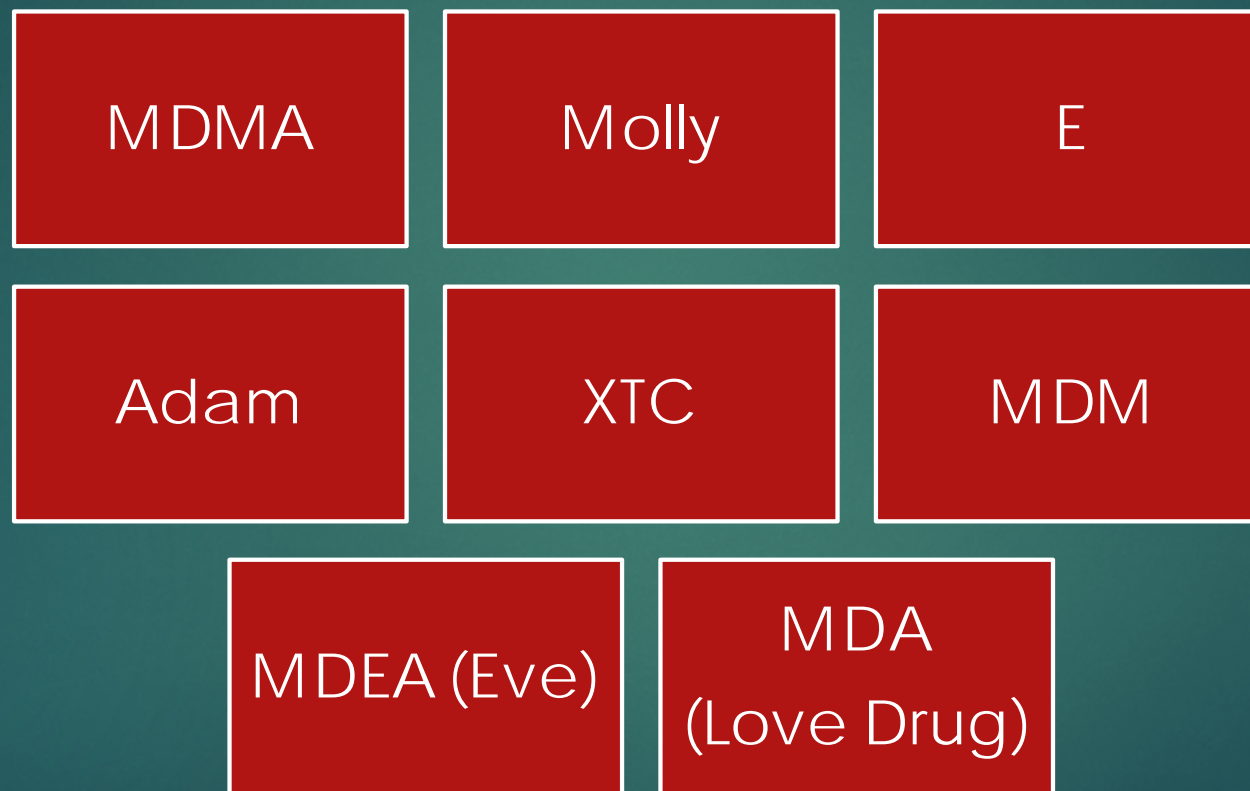 MDMA
Molly
E
Adam
XTC
MDM
MDEA (Eve)
MDA
(Love Drug)